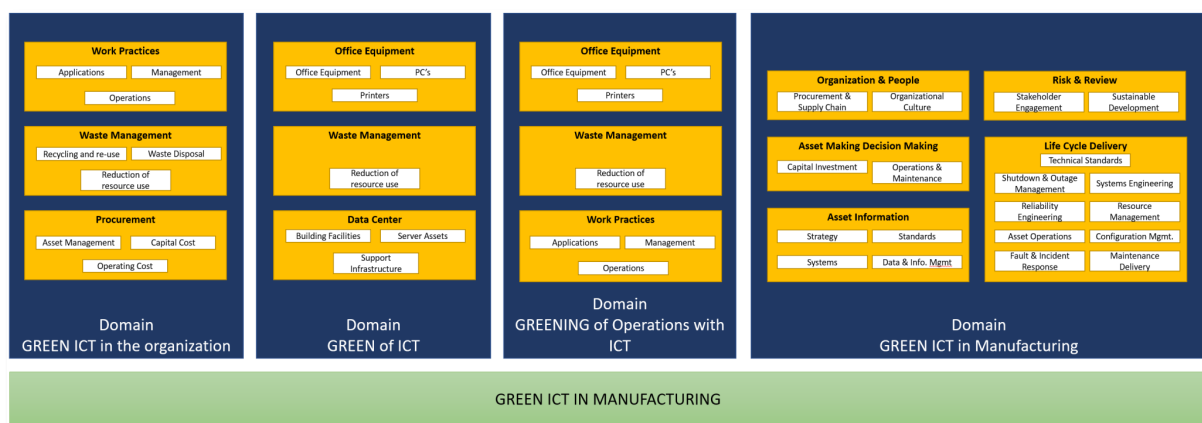 Work Practices
Applications
Management
Operations
Waste Management
Recycling and re-use
Waste Disposal
Reduction of
resource use
Procurement
Asset Management
Capital Cost
Operating Cost
Domain
GREEN ICT in the organization
Office Equipment
Office Equipment
PC's
Printers
Waste Management
Reduction of
resource use
Data Center
Building Facilities
Server Assets
Support
Infrastructure
Domain
GREEN of ICT
Office Equipment
Office Equipment
PC's
Printers
Waste Management
Reduction of
resource use
Work Practices
Applications
Management
Operations
Domain
GREENING of Operations with
ICT
Organization & People
Procurement &
Supply Chain
Organizational
Culture
Asset Making Decision Making
Capital Investment
Operations &
Maintenance
Asset Information
Strategy
Standards
Systems
Data & Info. Mgmt
Risk & Review
Stakeholder
Engagement
Sustainable
Development
Life Cycle Delivery
Technical Standards
Shutdown & Outage
Management
Systems Engineering
Reliability
Engineering
Resource
Management
Asset Operations
Configuration Mgmt.
Fault & Incident
Response
Maintenance
Delivery
Domain
GREEN ICT in Manufacturing
GREEN ICT IN MANUFACTURING